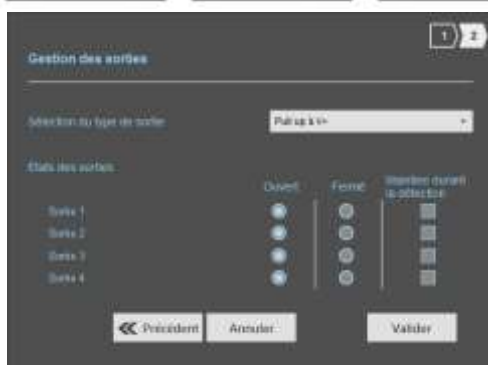 1 2
Gestion des sorties
Sélection du type de sortie Pull up à V+
États des sorties
Ouvert Fermé Maintien durant
la détection
Sortie 1
Sortie 2
Sortie 3
Sortie 4
Précédent Annuler Valider